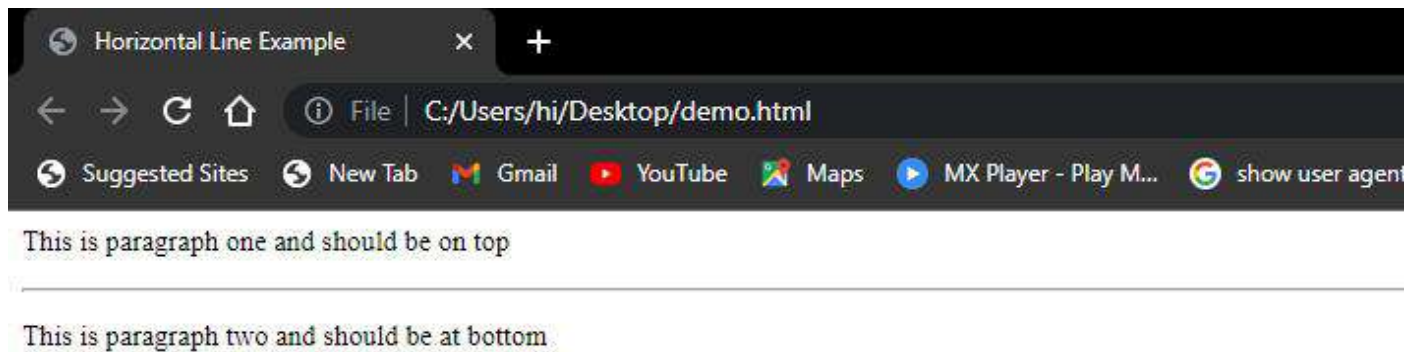 Horizontal Line Example
File | C:/Users/hi/Desktop/demo.html
Suggested Sites New Tab Gmail YouTube Maps MX Player - Play M... show user agent
This is paragraph one and should be on top
This is paragraph two and should be at bottom